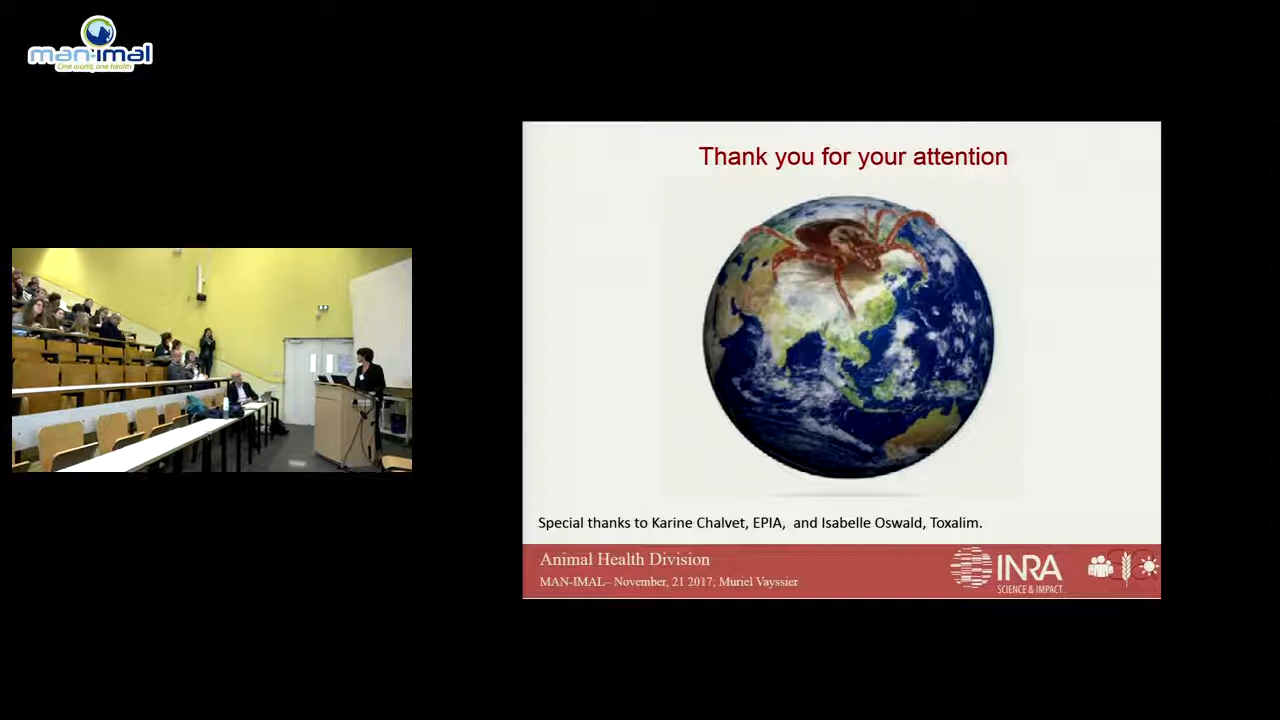 man-imal
One world, one health
Thank you for your attention
Special thanks to Karine Chalvet, EPIA,  and Isabelle Oswald, Toxalim.
Animal Health Division
MAN-IMAL– November, 21 2017; Muriel Vayssier
INRA
SCIENCE & IMPACT